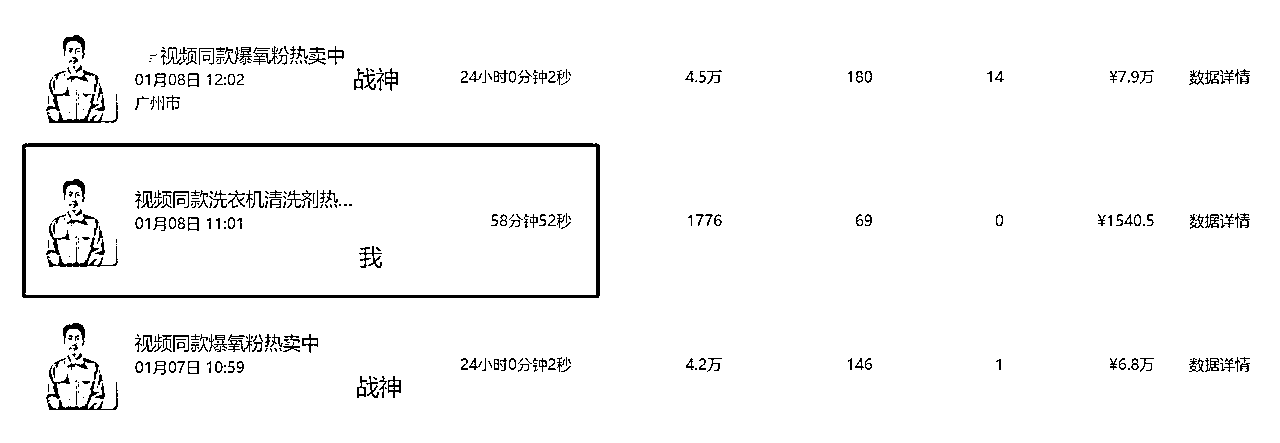 视频同款爆氧粉热卖中
01月08日 12:02
广州市
战神
24小时0分钟2秒
4.5万
180
14
¥7.9万
数据详情
视频同款洗衣机清洗剂热...
01月08日 11:01
我
58分钟52秒
1776
69
0
¥1540.5
数据详情
视频同款爆氧粉热卖中
01月07日 10:59
战神
24小时0分钟2秒
4.2万
146
1
¥6.8万
数据详情